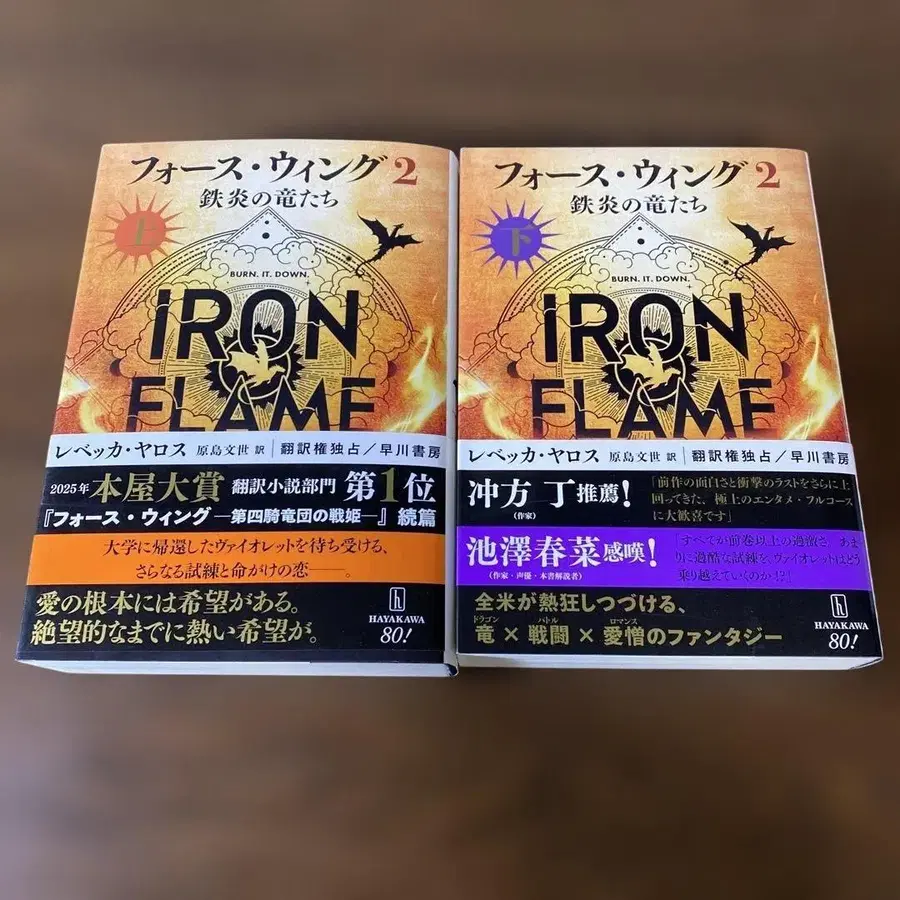 フォース・ウィング2
鉄炎の竜たち
上
BURN. IT. DOWN.
IRON
FLAME
レベッカ・ヤロス 原島文世 訳 翻訳権独占/早川書房
2025年 本屋大賞 翻訳小説部門 第1位
『フォース・ウィング―第四騎竜団の戦姫―』続篇
大学に帰還したヴァイオレットを待ち受ける、
さらなる試練と命がけの恋――。
愛の根本には希望がある。
絶望的なまでに熱い希望が。
h
HAYAKAWA
80!
フォース・ウィング2
鉄炎の竜たち
下
BURN. IT. DOWN.
IRON
FLAME
レベッカ・ヤロス 原島文世 訳 翻訳権独占/早川書房
冲方 丁推薦!
(作家)
「前作の面白さと衝撃のラストをさらに上
回ってきた、極上のエンタメ・フルコース
に大歓喜です」
池澤春菜感嘆!
(作家・声優・本書解説者)
「すべてが前巻以上の過激さ、あま
りに過酷な試練を、ヴァイオレットはどう
乗り越えていくのか!?」
全米が熱狂しつづける、
ドラゴン バトル ロマンス
竜×戦闘×愛憎のファンタジー
h
HAYAKAWA
80!